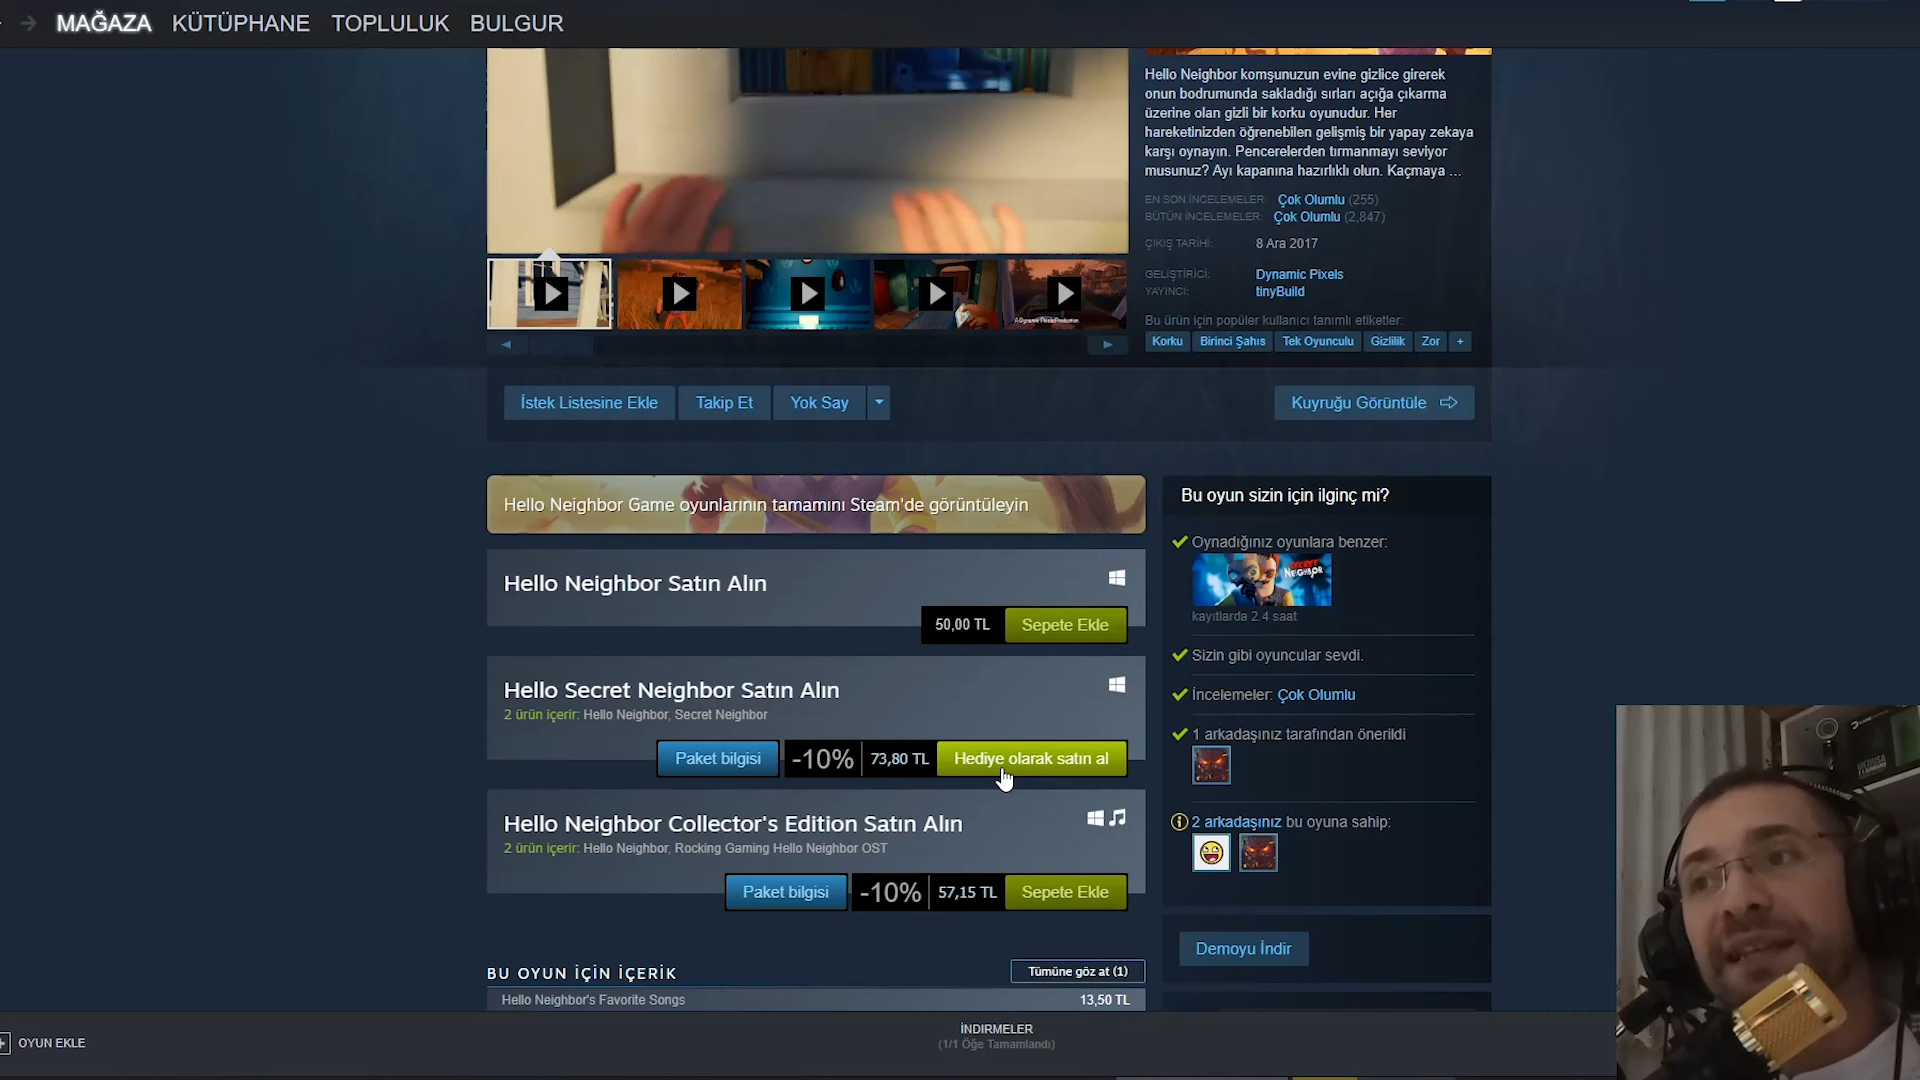 MAĞAZA KÜTÜPHANE TOPLULUK BULGUR
Hello Neighbor komşunuzun evine gizlice girerek
onun bodrumunda sakladığı sırları açığa çıkarma
üzerine olan gizli bir korku oyunudur. Her
hareketinizden öğrenebilen gelişmiş bir yapay zekaya
karşı oynayın. Pencerelerden tırmanmayı seviyor
musunuz? Ayı kapanına hazırlıklı olun. Kaçmaya ...
EN SON İNCELEMELER: Çok Olumlu (255)
BÜTÜN İNCELEMELER: Çok Olumlu (2,847)
ÇIKIŞ TARİHİ: 8 Ara 2017
GELİŞTİRİCİ: Dynamic Pixels
YAYINCI: tinyBuild
Bu ürün için popüler kullanıcı tanımlı etiketler:
Korku Birinci Şahıs Tek Oyunculu Gizlilik Zor +
A Dynamic Pixels Production
İstek Listesine Ekle Takip Et Yok Say Kuyruğu Görüntüle
Hello Neighbor Game oyunlarının tamamını Steam'de görüntüleyin
Hello Neighbor Satın Alın
50,00 TL Sepete Ekle
Hello Secret Neighbor Satın Alın
2 ürün içerir: Hello Neighbor, Secret Neighbor
Paket bilgisi -10% 73,80 TL Hediye olarak satın al
Hello Neighbor Collector's Edition Satın Alın
2 ürün içerir: Hello Neighbor, Rocking Gaming Hello Neighbor OST
Paket bilgisi -10% 57,15 TL Sepete Ekle
BU OYUN İÇİN İÇERİK Tümüne göz at (1)
Hello Neighbor's Favorite Songs 13,50 TL
Bu oyun sizin için ilginç mi?
Oynadığınız oyunlara benzer:
SECRET NEIGHBOR
kayıtlarda 2.4 saat
Sizin gibi oyuncular sevdi.
İncelemeler: Çok Olumlu
1 arkadaşınız tarafından önerildi
2 arkadaşınız bu oyuna sahip:
Demoyu İndir
OYUN EKLE
İNDİRMELER
(1/1 Öğe Tamamlandı)